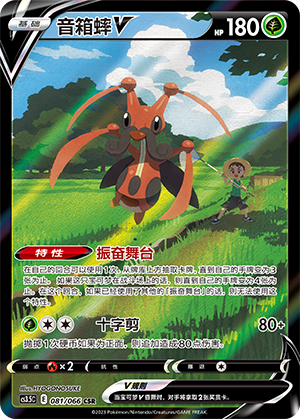 基础 音箱蟀V HP 180
特性 振奋舞台
在自己的回合可以使用1次。从牌库上方抽取卡牌，直到自己的手牌变为3
张为止。如果这只宝可梦在战斗场上的话，则直到自己的手牌变为4张为
止。在这个回合，如果已经使用了其他的「振奋舞台」的话，则无法使用这
个特性。
十字剪 80+
抛掷1次硬币如果为正面，则追加造成80点伤害。
Illus. HYOGONOSUKE
弱点 ×2 抵抗力 撤退
CS3.5C E 081/066 CSR
V规则
当宝可梦V【昏厥】时，对手将拿取2张奖赏卡。
©2023 Pokémon/Nintendo/Creatures/GAME FREAK